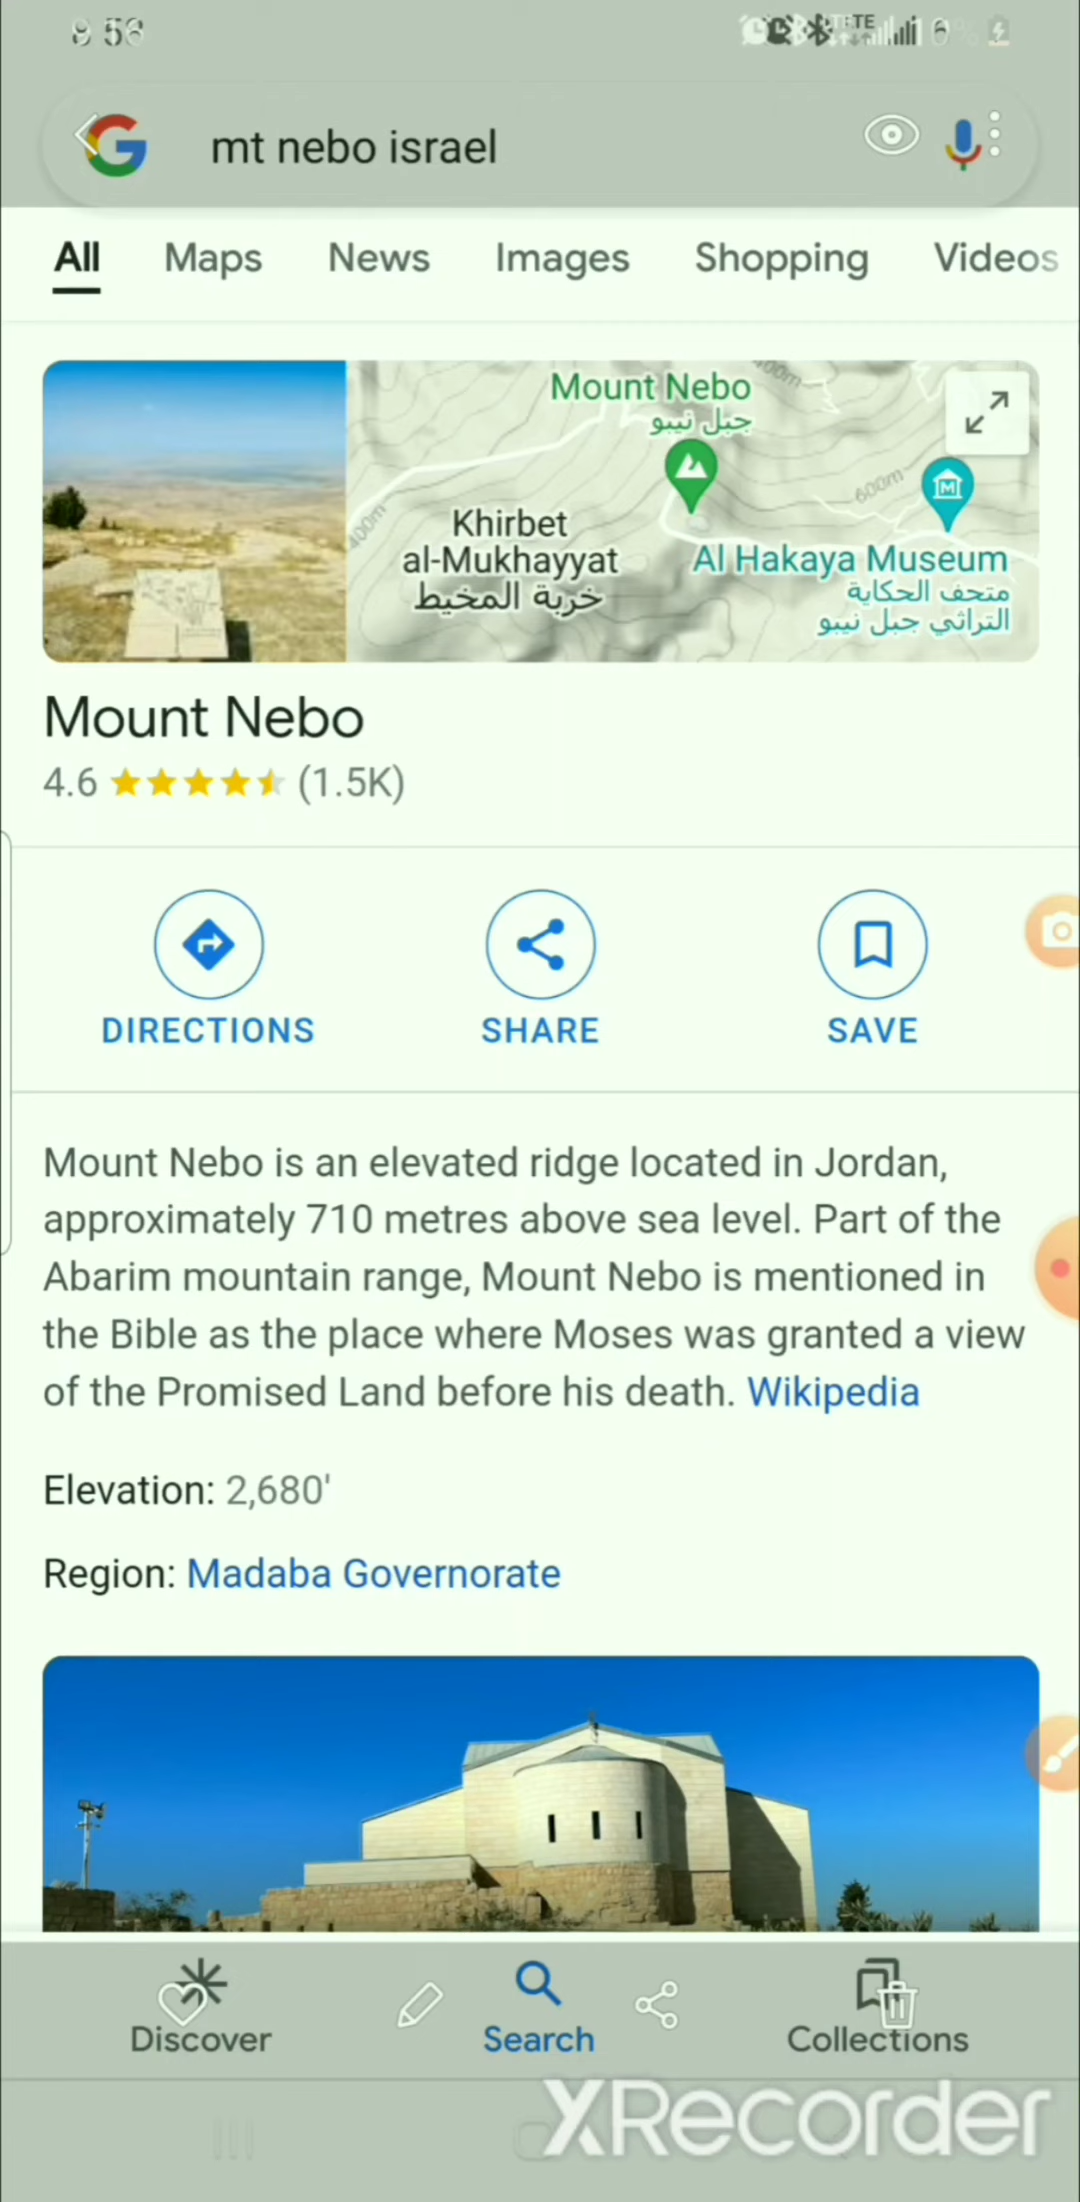 mt nebo israel
All Maps News Images Shopping Videos
Mount Nebo
جبل نيبو
400m
600m
Khirbet
al-Mukhayyat
خربة المخيط
Al Hakaya Museum
متحف الحكاية
التراثي جبل نيبو
Mount Nebo
4.6 (1.5K)
DIRECTIONS SHARE SAVE
Mount Nebo is an elevated ridge located in Jordan,
approximately 710 metres above sea level. Part of the
Abarim mountain range, Mount Nebo is mentioned in
the Bible as the place where Moses was granted a view
of the Promised Land before his death. Wikipedia
Elevation: 2,680'
Region: Madaba Governorate
Discover Search Collections
XRecorder